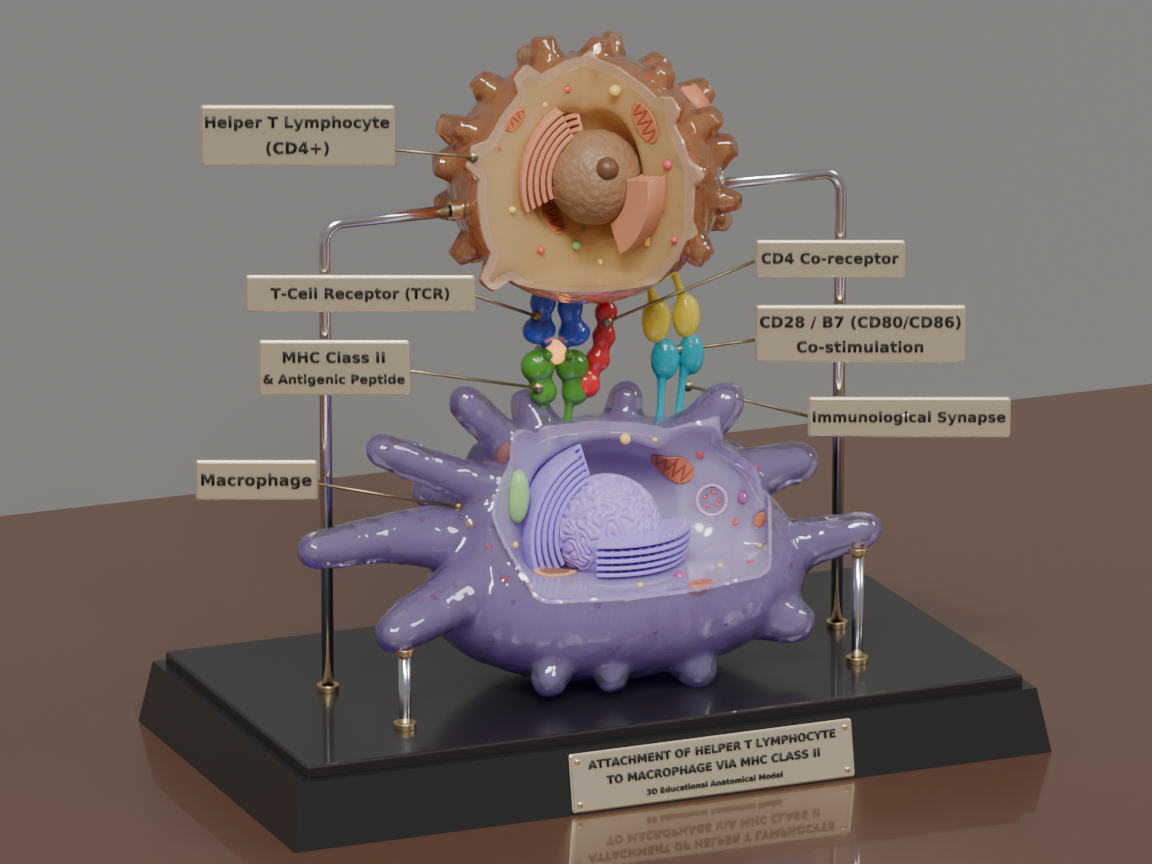 Helper T Lymphocyte
(CD4+)
CD4 Co-receptor
T-Cell Receptor (TCR)
CD28 / B7 (CD80/CD86)
Co-stimulation
MHC Class II
& Antigenic Peptide
Immunological Synapse
Macrophage
ATTACHMENT OF HELPER T LYMPHOCYTE
TO MACROPHAGE VIA MHC CLASS II
3D Educational Anatomical Model